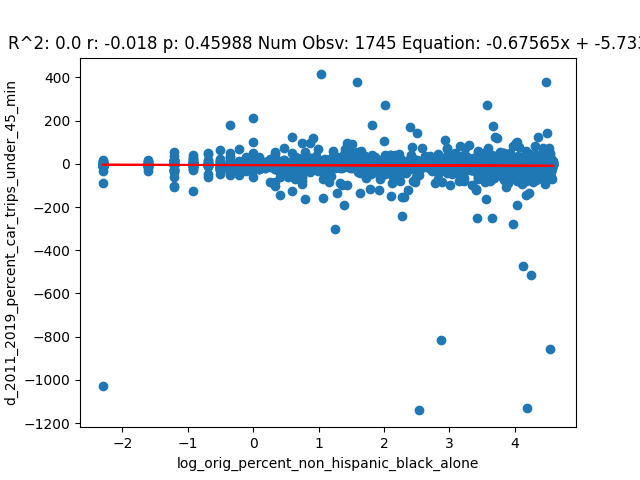 R^2: 0.0 r: -0.018 p: 0.45988 Num Obsv: 1745 Equation: -0.67565x + -5.73
d_2011_2019_percent_car_trips_under_45_min
400
200
0
−200
−400
−600
−800
−1000
−1200
−2 −1 0 1 2 3 4
log_orig_percent_non_hispanic_black_alone